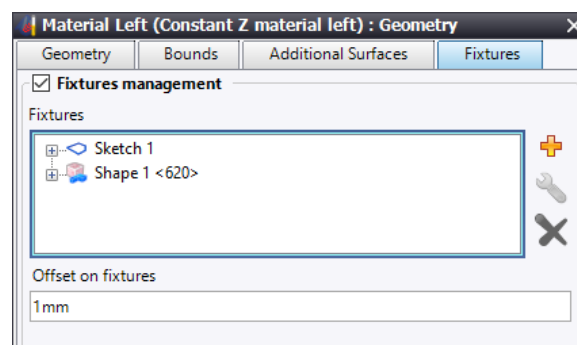 Material Left (Constant Z material left) : Geometry
Geometry Bounds Additional Surfaces Fixtures
Fixtures management
Fixtures
Sketch 1
Shape 1 <620>
Offset on fixtures
1mm